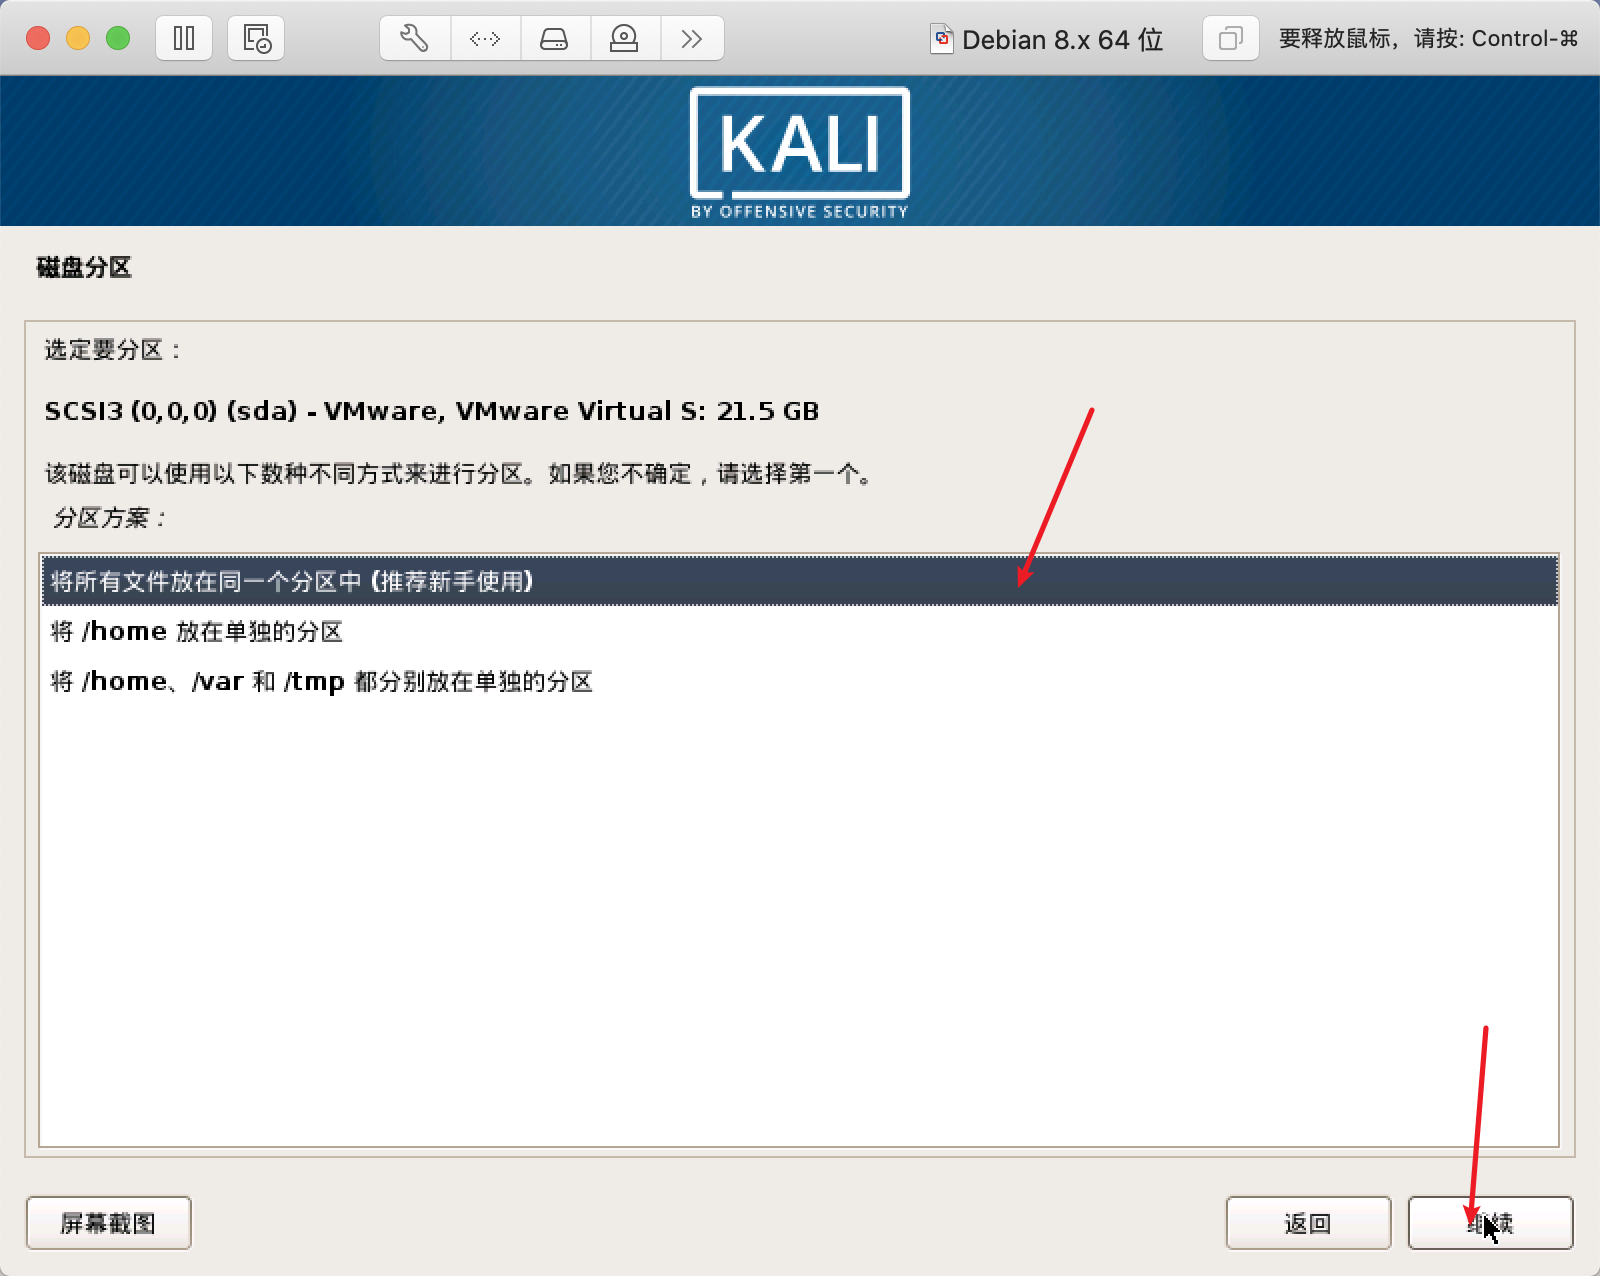 Debian 8.x 64 位
要释放鼠标，请按: Control-⌘
KALI
BY OFFENSIVE SECURITY
磁盘分区
选定要分区：
SCSI3 (0,0,0) (sda) - VMware, VMware Virtual S: 21.5 GB
该磁盘可以使用以下数种不同方式来进行分区。如果您不确定，请选择第一个。
分区方案：
将所有文件放在同一个分区中 (推荐新手使用)
将 /home 放在单独的分区
将 /home、/var 和 /tmp 都分别放在单独的分区
屏幕截图
返回
继续